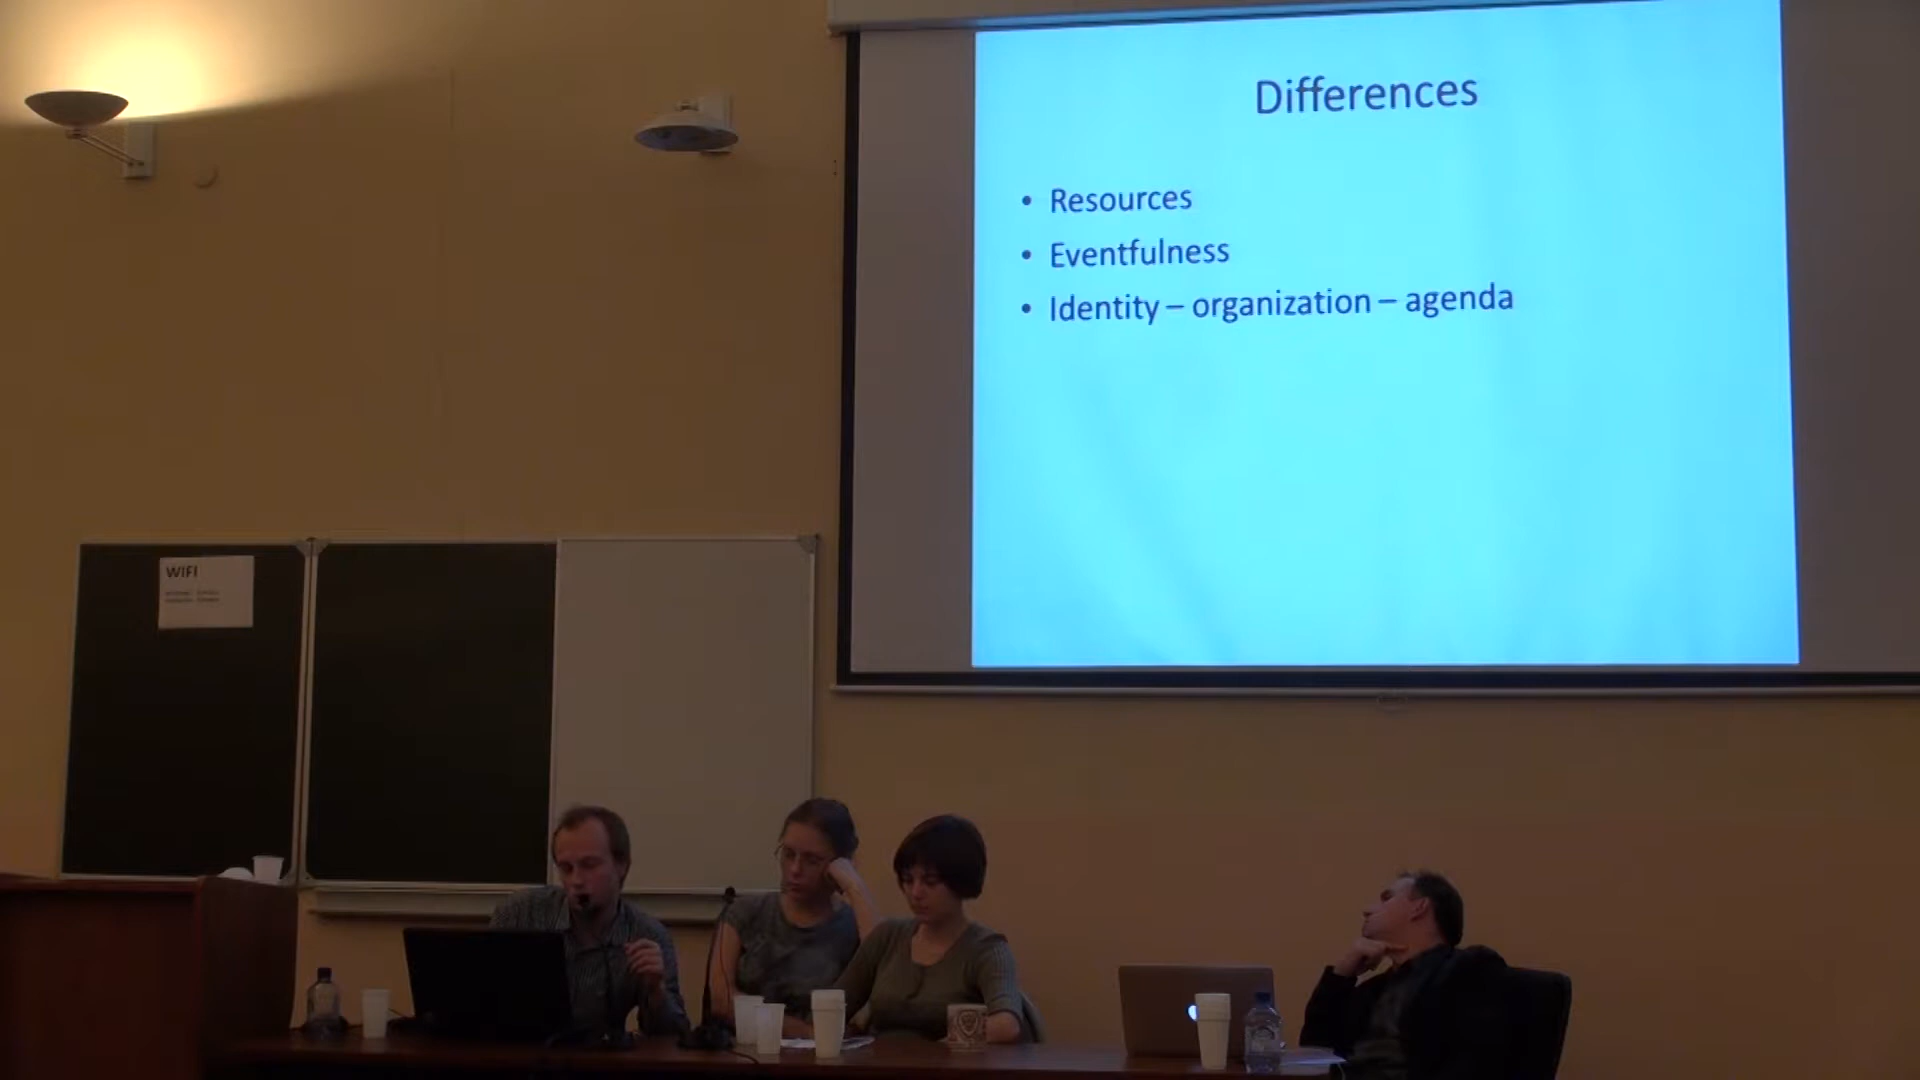 Differences
• Resources
• Eventfulness
• Identity – organization – agenda
WIFI